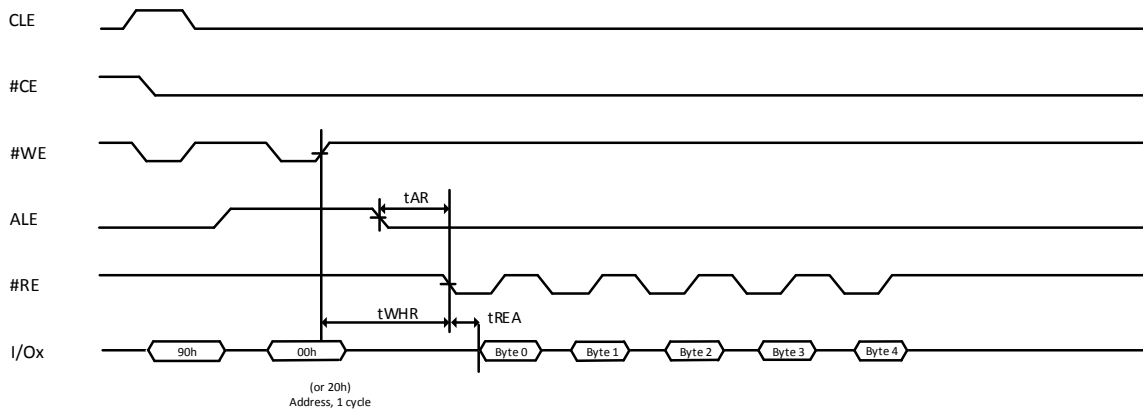 CLE
#CE
#WE
ALE
tAR
#RE
tWHR
tREA
I/Ox
90h
00h
Byte 0
Byte 1
Byte 2
Byte 3
Byte 4
(or 20h)
Address, 1 cycle